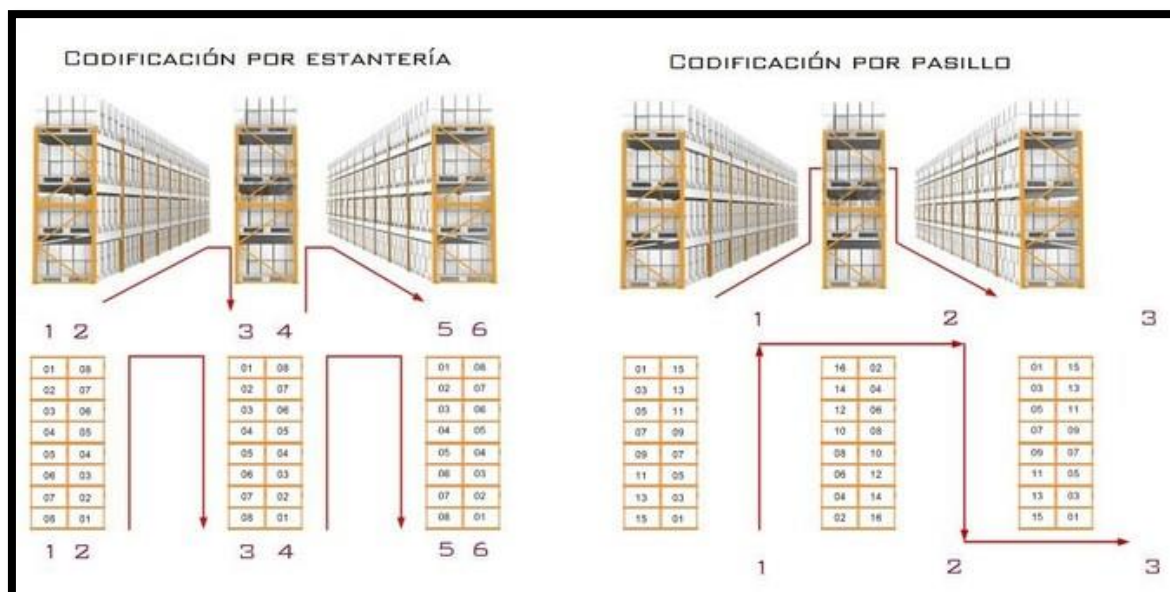 CODIFICACIÓN POR ESTANTERÍA
1 2 3 4 5 6
01 08 01 08 01 08
02 07 02 07 02 07
03 06 03 06 03 06
04 05 04 05 04 05
05 04 05 04 05 04
06 03 06 03 06 03
07 02 07 02 07 02
08 01 08 01 08 01
1 2 3 4 5 6
CODIFICACIÓN POR PASILLO
1 2 3
01 15 16 02 01 15
03 13 14 04 03 13
05 11 12 06 05 11
07 09 10 08 07 09
09 07 08 10 09 07
11 05 06 12 11 05
13 03 04 14 13 03
15 01 02 16 15 01
1 2 3